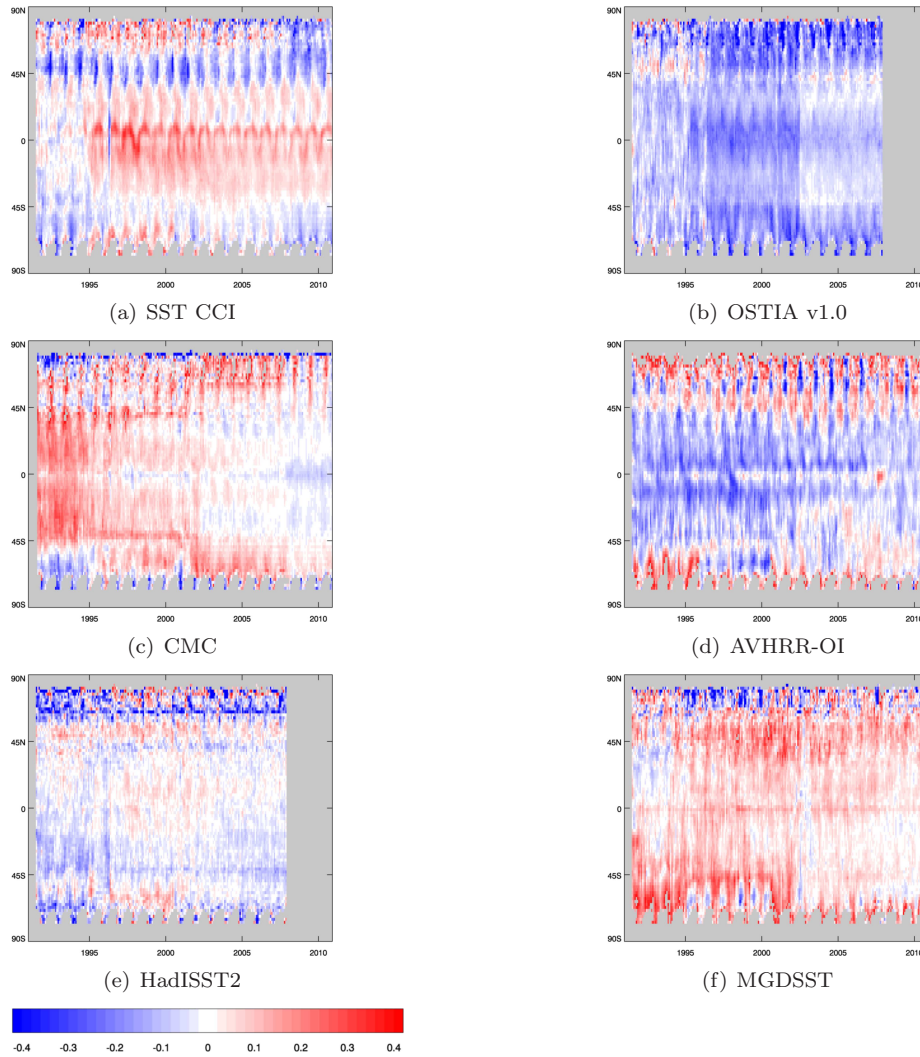 90N
45N
0
45S
90S
1995 2000 2005 2010
(a) SST CCI
90N
45N
0
45S
90S
1995 2000 2005 2010
(b) OSTIA v1.0
90N
45N
0
45S
90S
1995 2000 2005 2010
(c) CMC
90N
45N
0
45S
90S
1995 2000 2005 2010
(d) AVHRR-OI
90N
45N
0
45S
90S
1995 2000 2005 2010
(e) HadISST2
90N
45N
0
45S
90S
1995 2000 2005 2010
(f) MGDSST
-0.4 -0.3 -0.2 -0.1 0 0.1 0.2 0.3 0.4